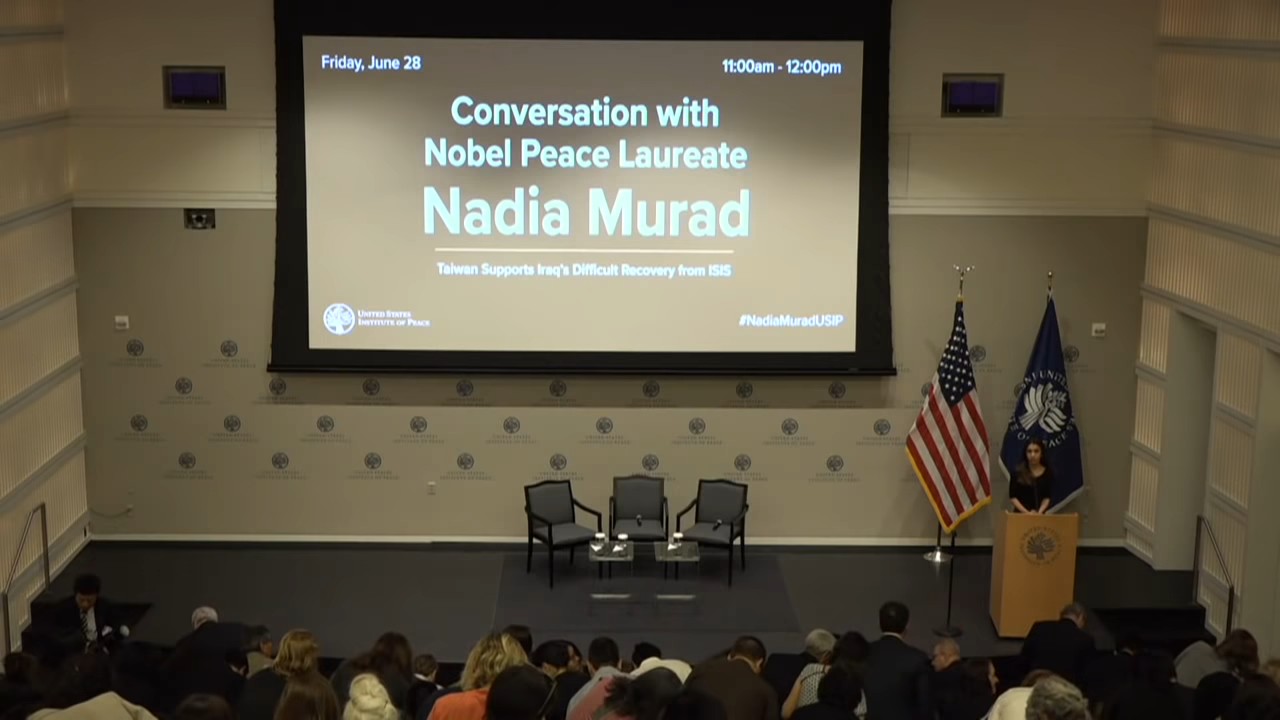 Friday, June 28
11:00am - 12:00pm
Conversation with
Nobel Peace Laureate
Nadia Murad
Taiwan Supports Iraq's Difficult Recovery from ISIS
UNITED STATES
INSTITUTE OF PEACE
#NadiaMuradUSIP